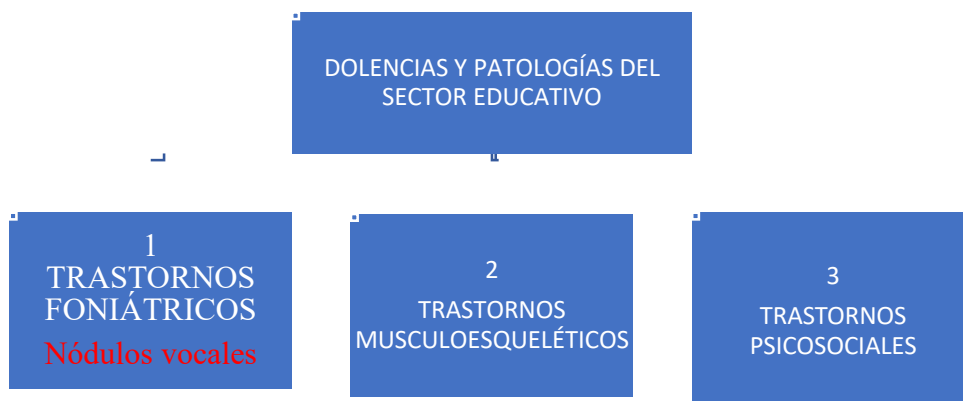 DOLENCIAS Y PATOLOGÍAS DEL
SECTOR EDUCATIVO
1
TRASTORNOS
FONIÁTRICOS
Nódulos vocales
2
TRASTORNOS
MUSCULOESQUELÉTICOS
3
TRASTORNOS
PSICOSOCIALES